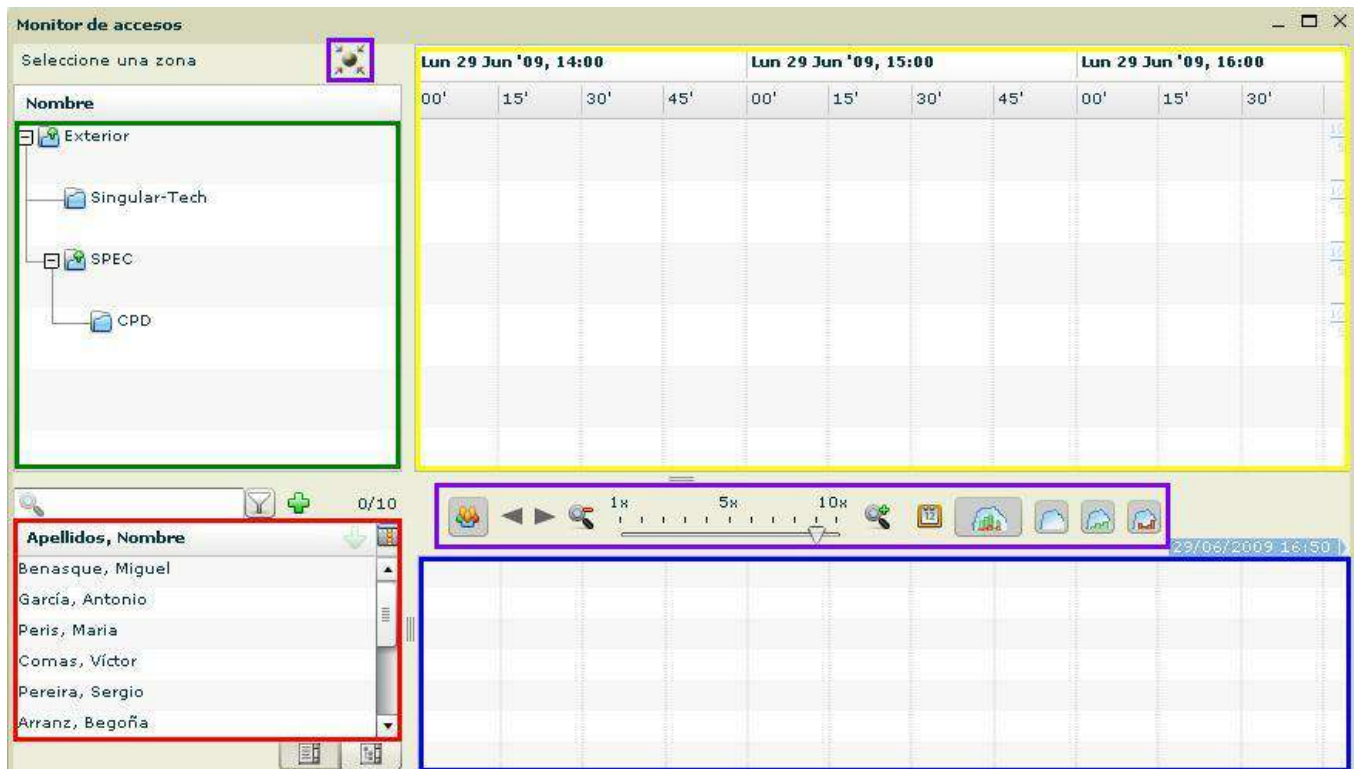 Monitor de accesos
Seleccione una zona
Lun 29 Jun '09, 14:00 Lun 29 Jun '09, 15:00 Lun 29 Jun '09, 16:00
Nombre
00' 15' 30' 45' 00' 15' 30' 45' 00' 15' 30'
Exterior
Singular-Tech
SPEC
CPD
0/10
1x 5x 10x
12
29/06/2009 16:50
Apellidos, Nombre
Benasque, Miguel
García, Antonio
Peris, Maria
Comas, Víctor
Pereira, Sergio
Arranz, Begoña